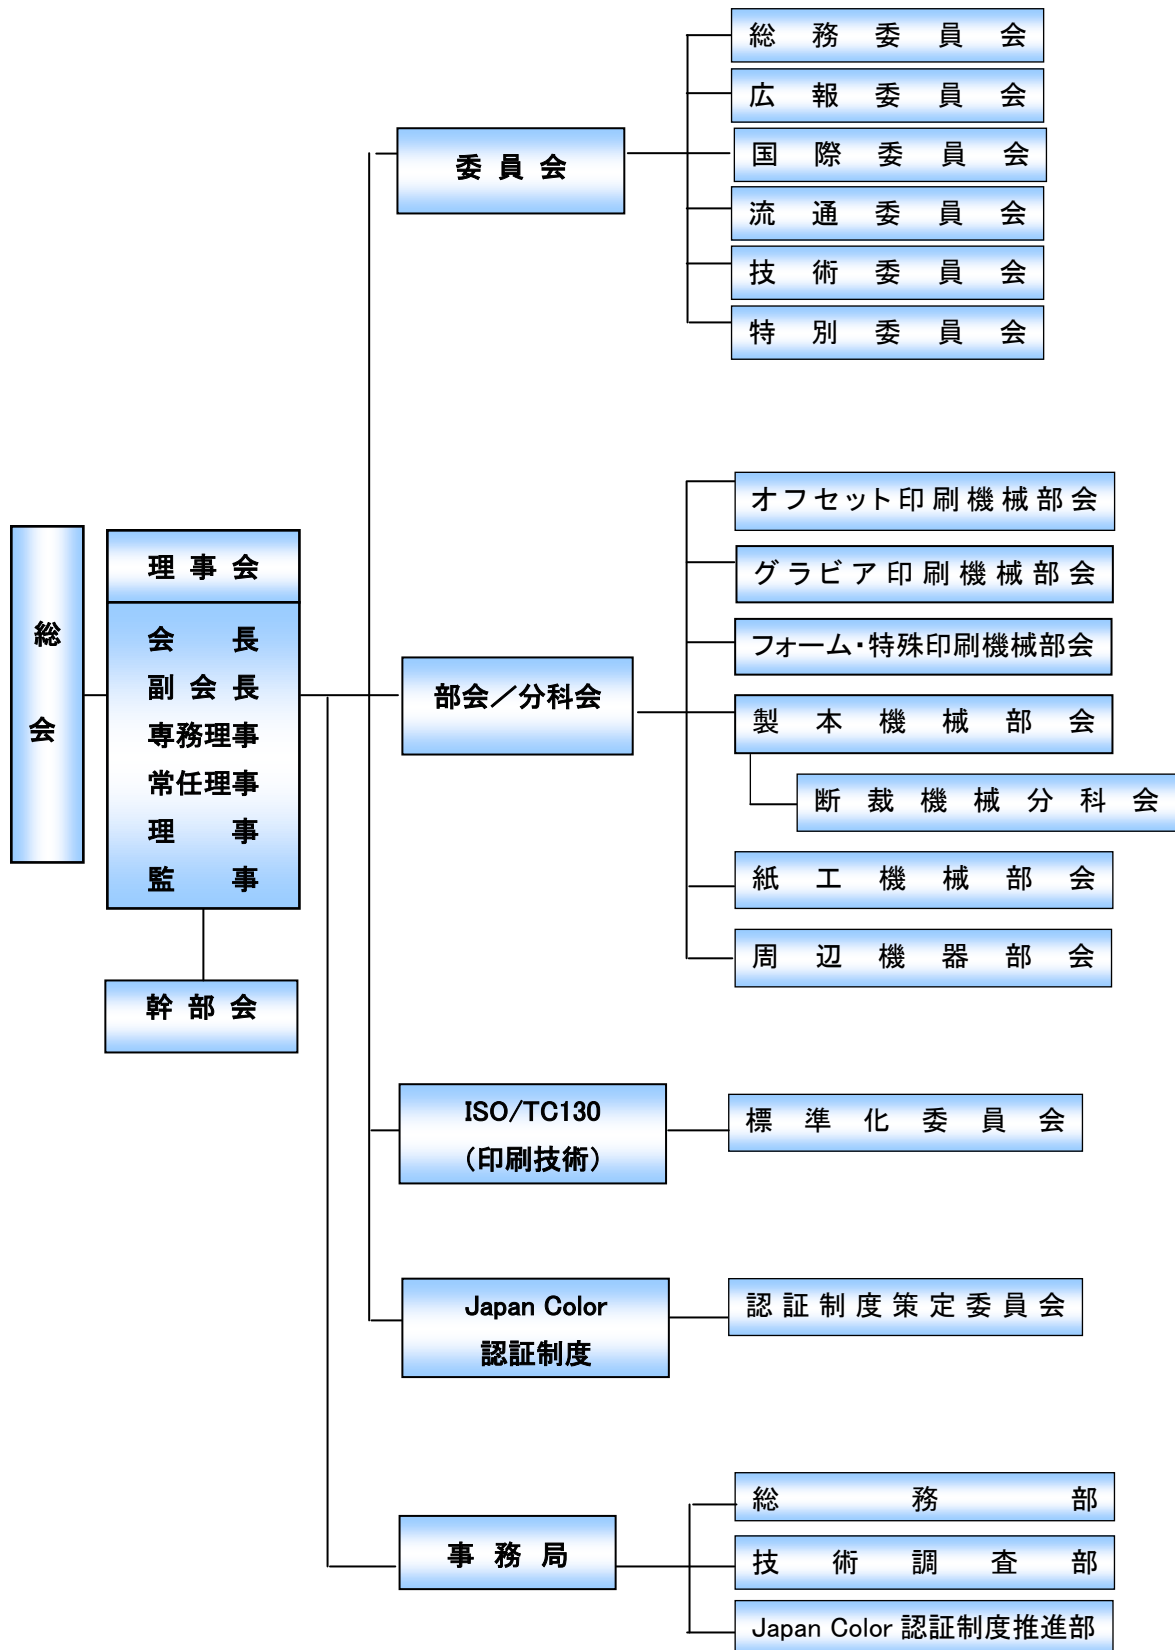 総会
理事会
会長
副会長
専務理事
常任理事
理事
監事
幹部会
委員会
総務委員会
広報委員会
国際委員会
流通委員会
技術委員会
特別委員会
部会／分科会
オフセット印刷機械部会
グラビア印刷機械部会
フォーム・特殊印刷機械部会
製本機械部会
断裁機械分科会
紙工機械部会
周辺機器部会
ISO/TC130
（印刷技術）
標準化委員会
Japan Color
認証制度
認証制度策定委員会
事務局
総務部
技術調査部
Japan Color 認証制度推進部